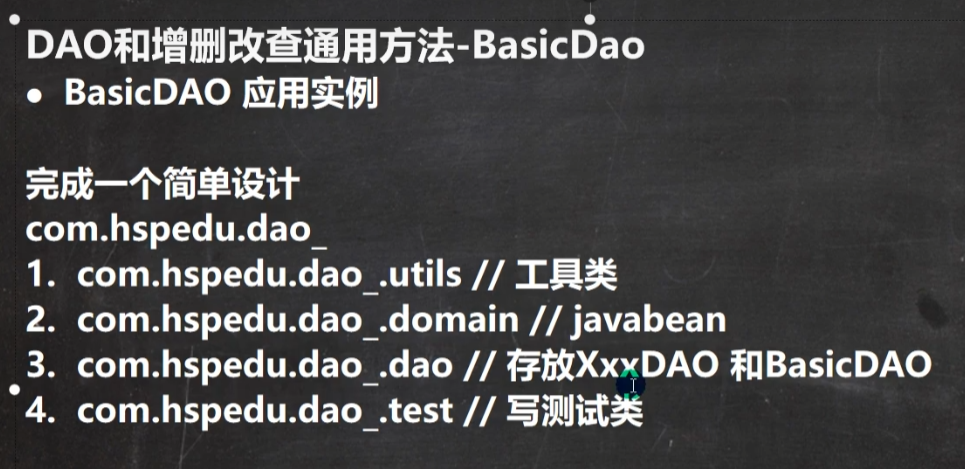 DAO和增删改查通用方法-BasicDao
● BasicDAO 应用实例
完成一个简单设计
com.hspedu.dao_
1. com.hspedu.dao_.utils // 工具类
2. com.hspedu.dao_.domain // javabean
3. com.hspedu.dao_.dao // 存放XxxDAO 和BasicDAO
4. com.hspedu.dao_.test // 写测试类